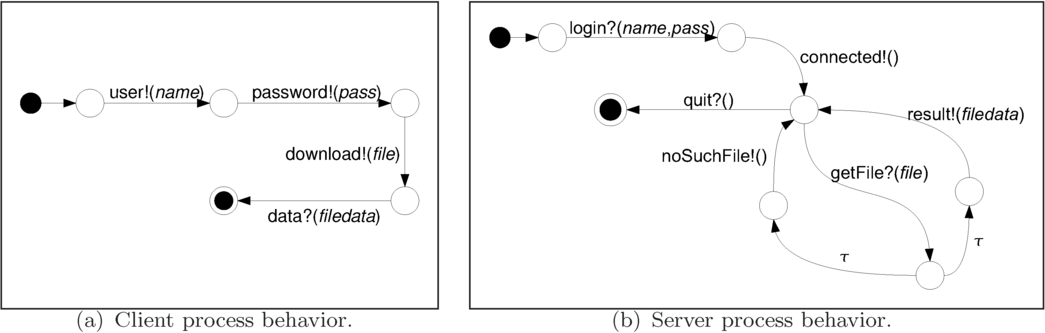 user!(name)
password!(pass)
download!(file)
data?(filedata)
(a) Client process behavior.
login?(name,pass)
connected!()
quit?()
result!(filedata)
noSuchFile!()
getFile?(file)
τ
τ
(b) Server process behavior.